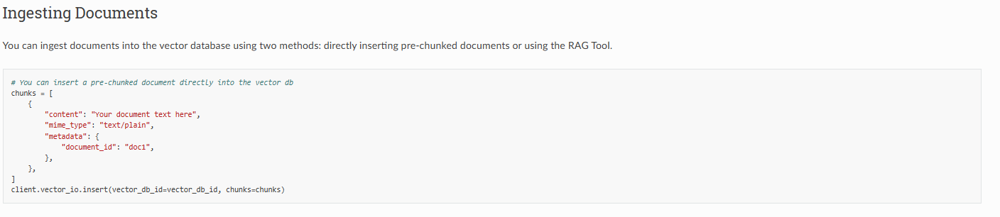 Ingesting Documents
You can ingest documents into the vector database using two methods: directly inserting pre-chunked documents or using the RAG Tool.
# You can insert a pre-chunked document directly into the vector db
chunks = [
    {
        "content": "Your document text here",
        "mime_type": "text/plain",
        "metadata": {
            "document_id": "doc1",
        },
    },
]
client.vector_io.insert(vector_db_id=vector_db_id, chunks=chunks)